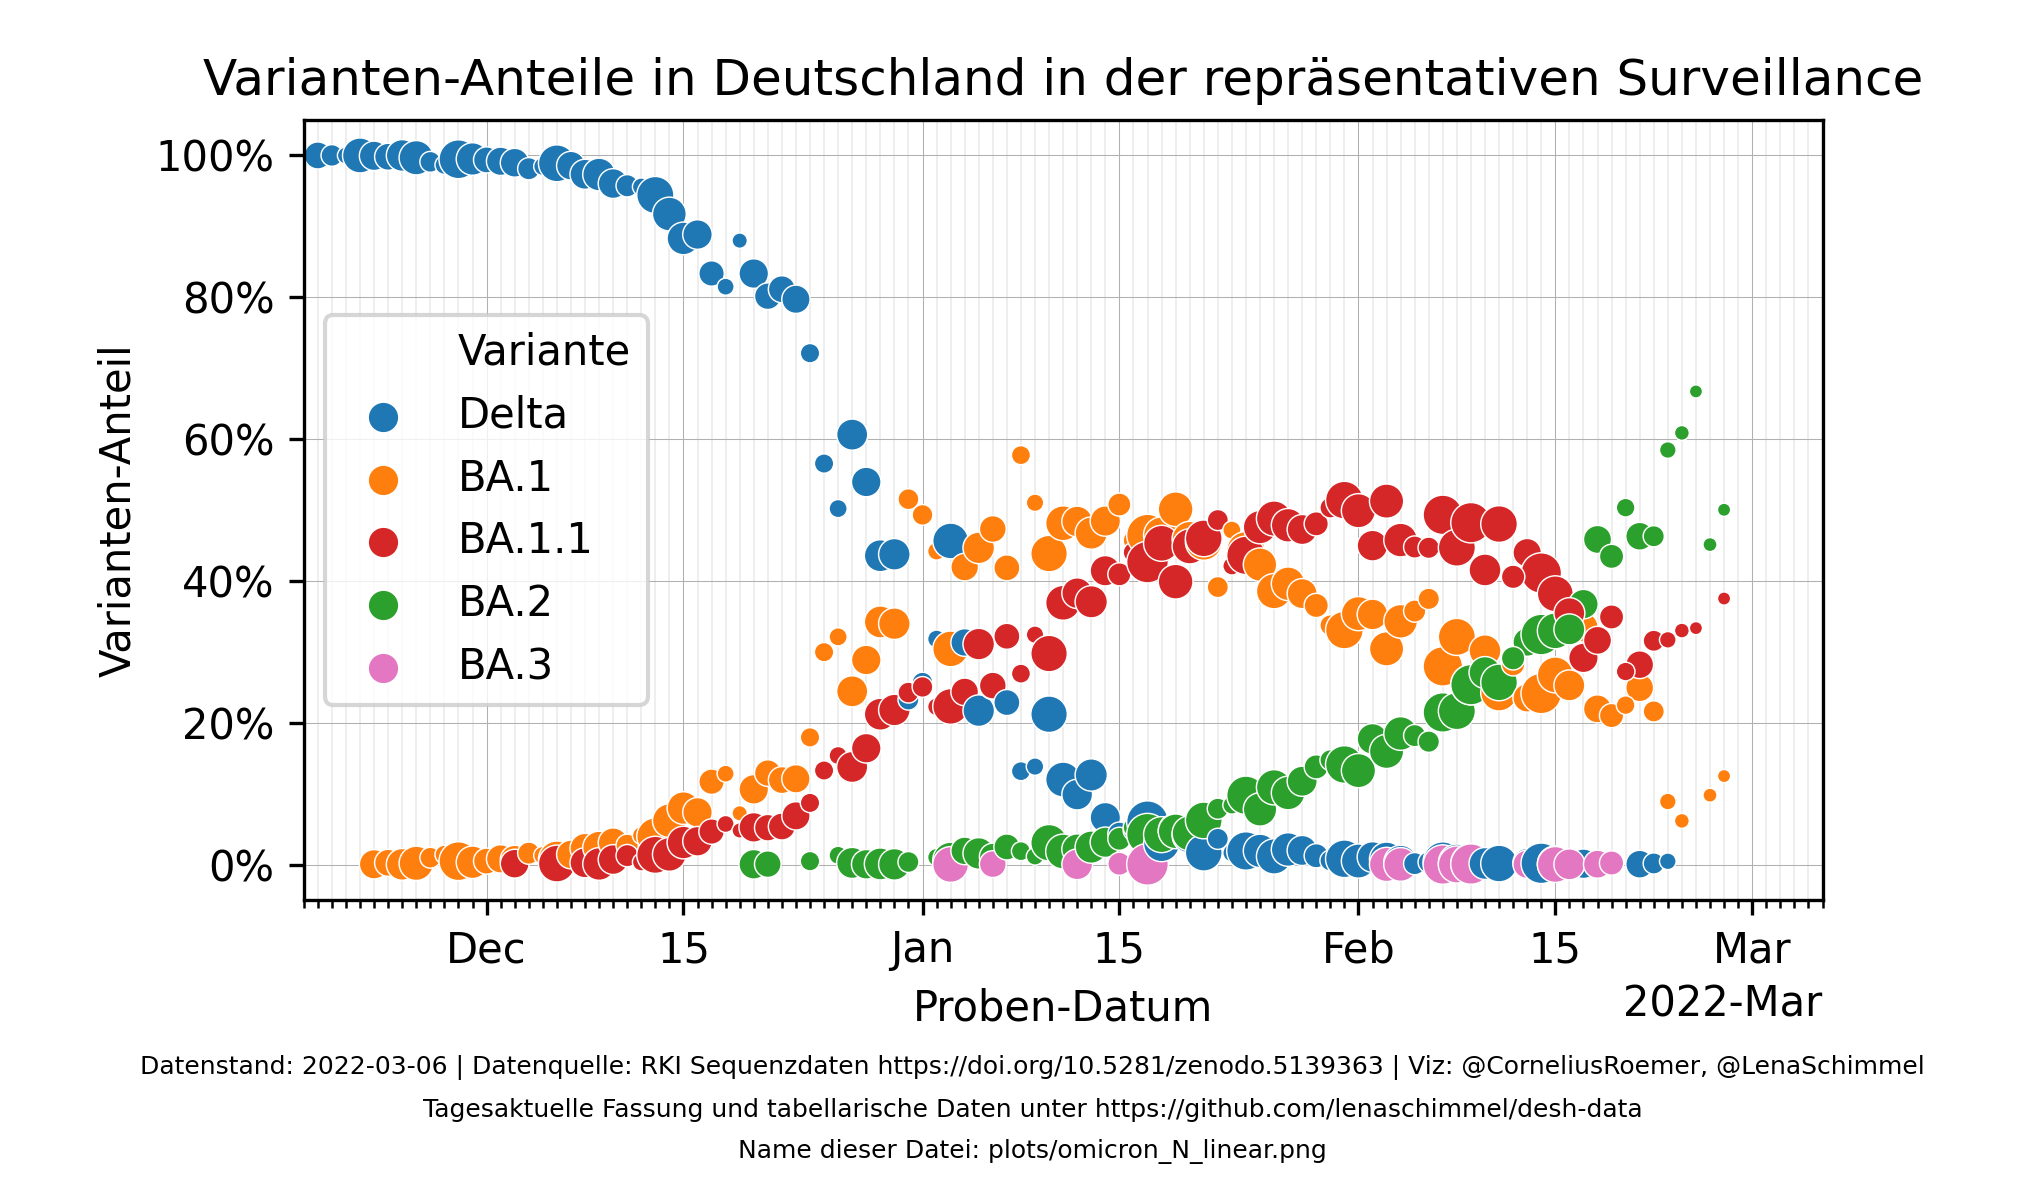 Varianten-Anteile in Deutschland in der repräsentativen Surveillance
100%
80%
60%
40%
20%
0%
Varianten-Anteil
Variante
Delta
BA.1
BA.1.1
BA.2
BA.3
Dec 15 Jan 15 Feb 15 Mar
Proben-Datum
2022-Mar
Datenstand: 2022-03-06 | Datenquelle: RKI Sequenzdaten https://doi.org/10.5281/zenodo.5139363 | Viz: @CorneliusRoemer, @LenaSchimmel
Tagesaktuelle Fassung und tabellarische Daten unter https://github.com/lenaschimmel/desh-data
Name dieser Datei: plots/omicron_N_linear.png